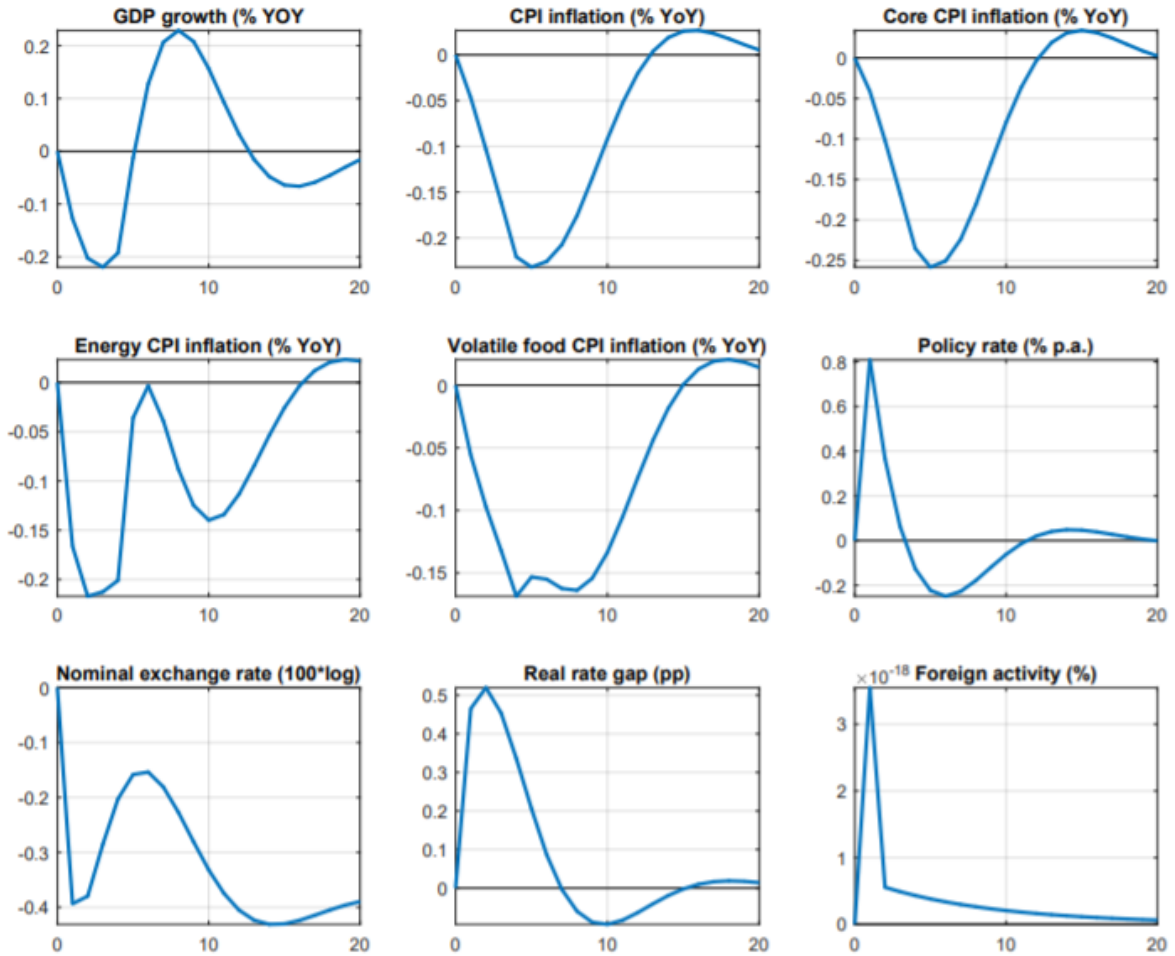 GDP growth (% YOY
0.2
0.1
0
-0.1
-0.2
0 10 20
CPI inflation (% YoY)
0
-0.05
-0.1
-0.15
-0.2
0 10 20
Core CPI inflation (% YoY)
0
-0.05
-0.1
-0.15
-0.2
-0.25
0 10 20
Energy CPI inflation (% YoY)
0
-0.05
-0.1
-0.15
-0.2
0 10 20
Volatile food CPI inflation (% YoY)
0
-0.05
-0.1
-0.15
0 10 20
Policy rate (% p.a.)
0.8
0.6
0.4
0.2
0
-0.2
0 10 20
Nominal exchange rate (100*log)
0
-0.1
-0.2
-0.3
-0.4
0 10 20
Real rate gap (pp)
0.5
0.4
0.3
0.2
0.1
0
0 10 20
×10⁻¹⁸ Foreign activity (%)
3
2
1
0
0 10 20